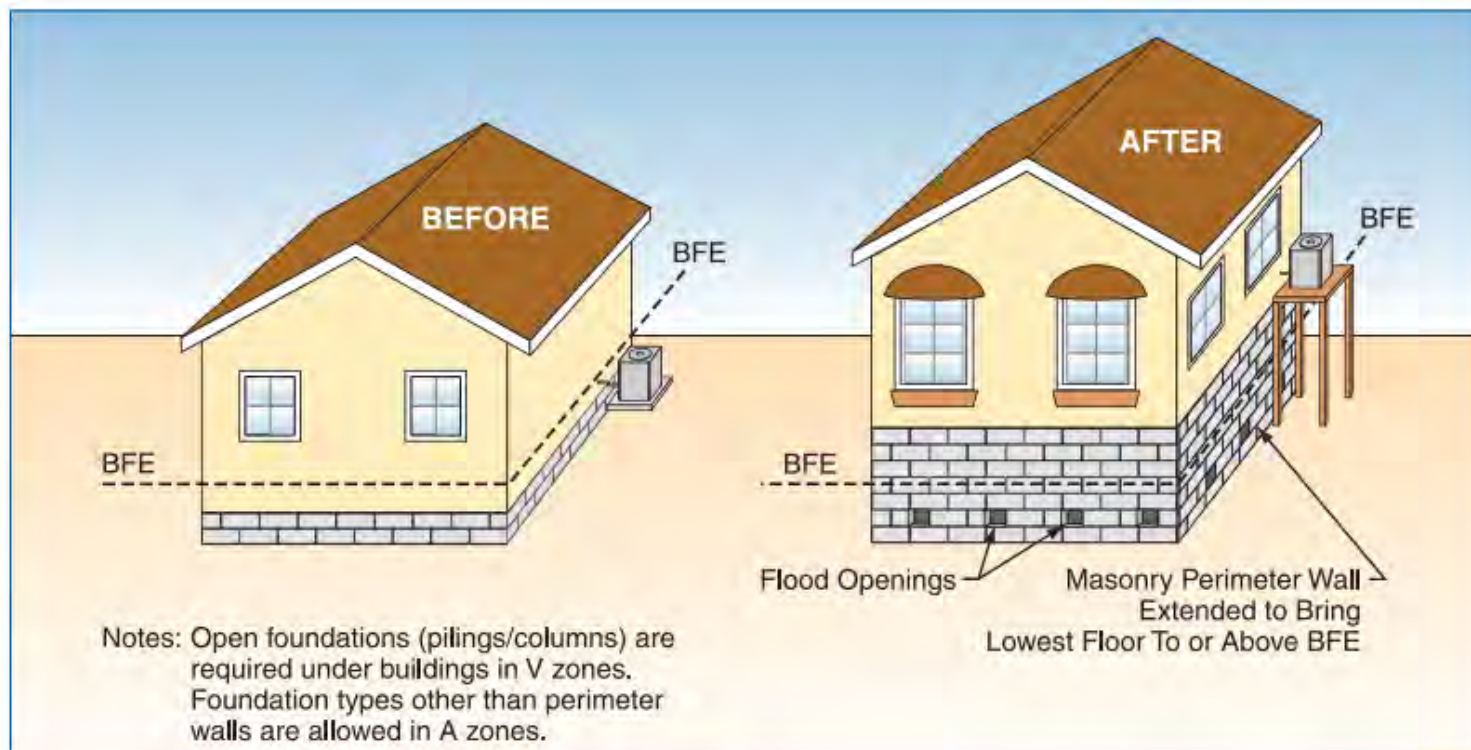 BEFORE
BFE
BFE
Notes: Open foundations (pilings/columns) are
required under buildings in V zones.
Foundation types other than perimeter
walls are allowed in A zones.
AFTER
BFE
BFE
Flood Openings
Masonry Perimeter Wall
Extended to Bring
Lowest Floor To or Above BFE